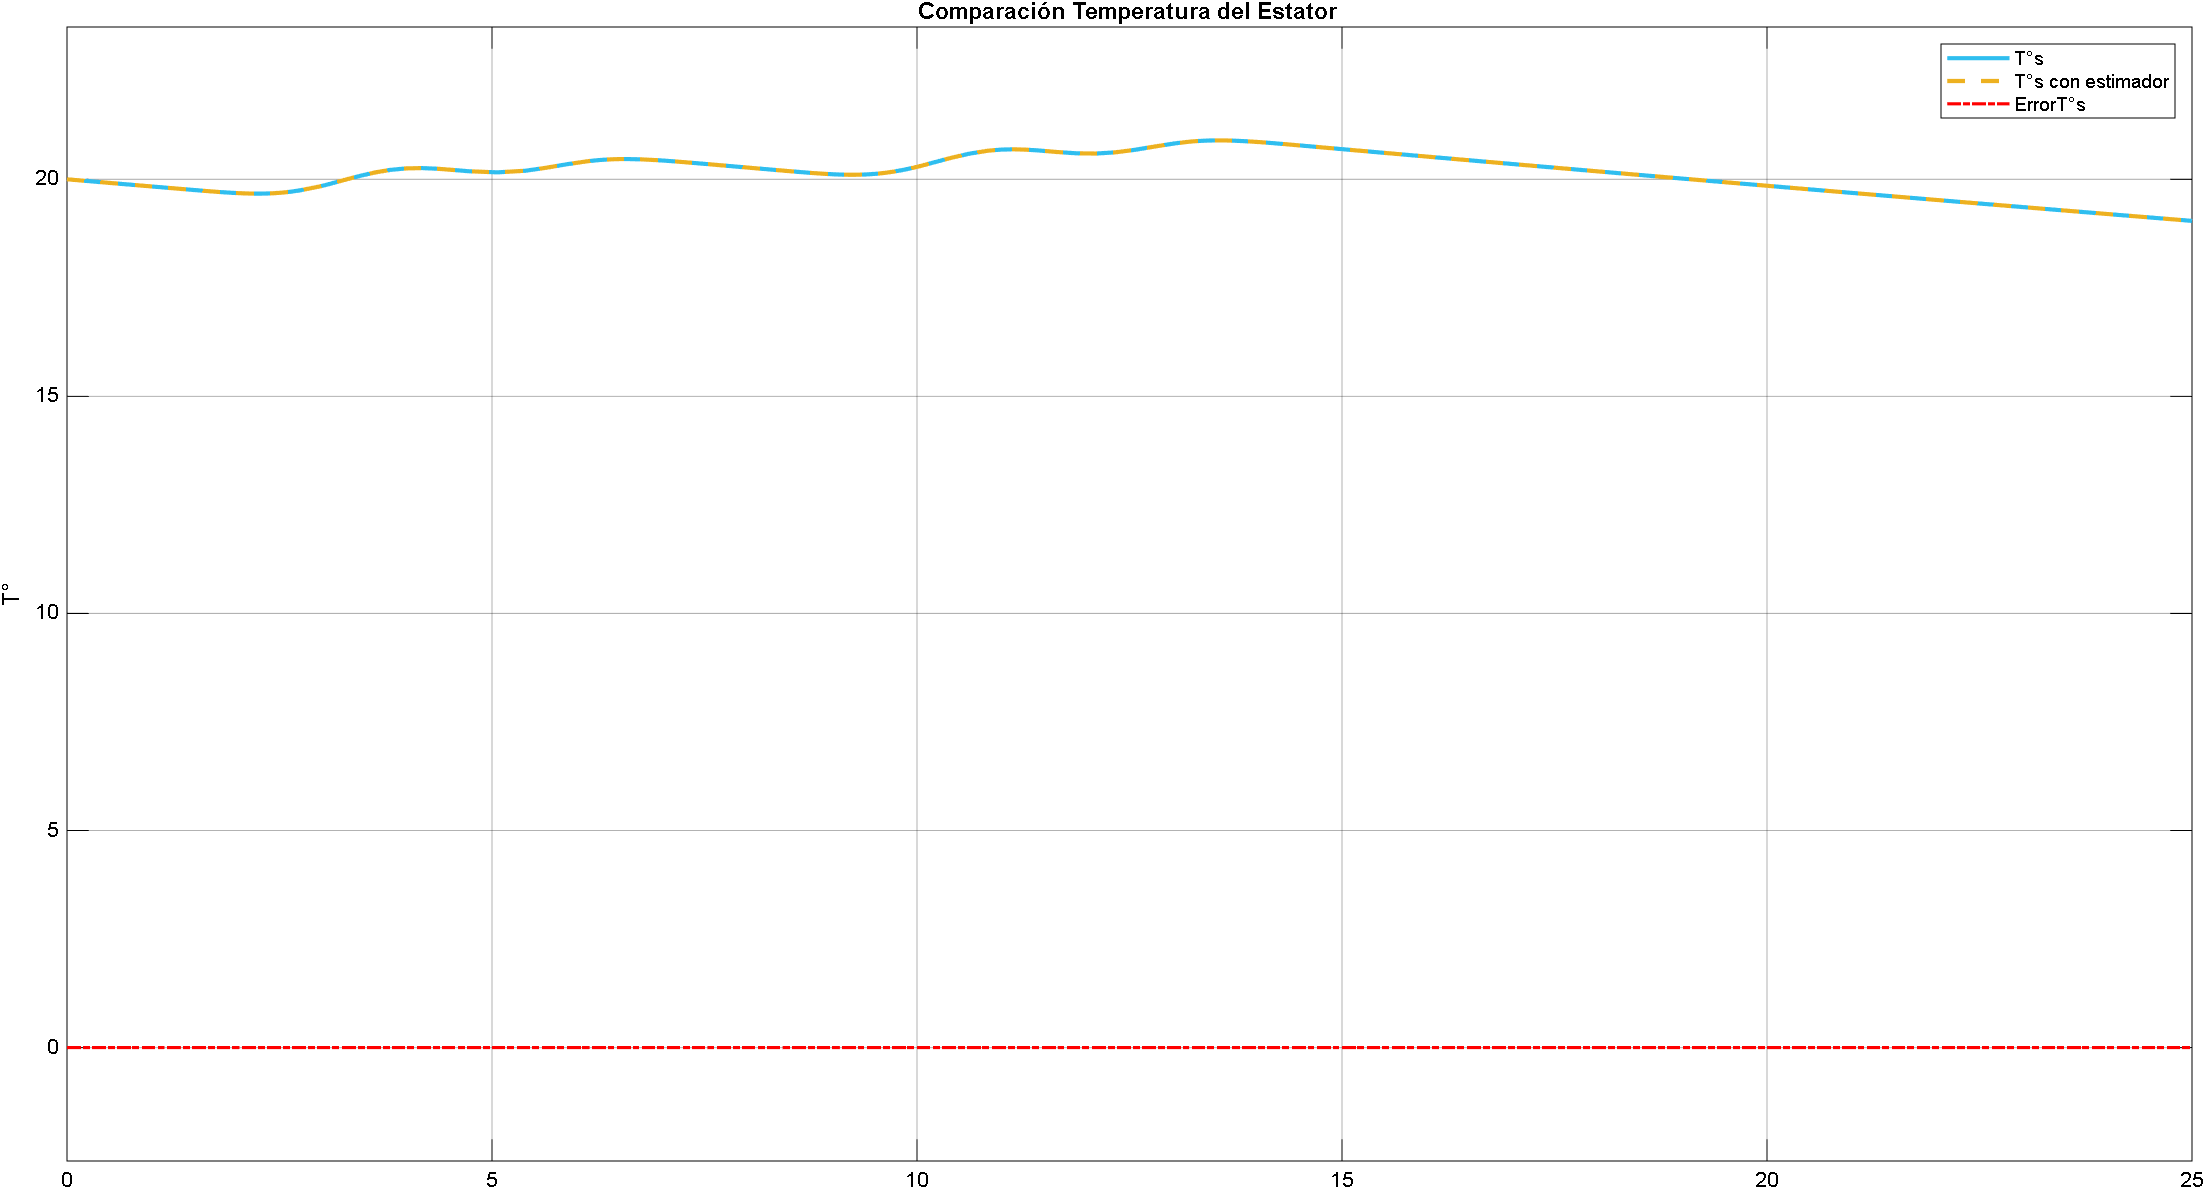 Comparación Temperatura del Estator
T°s
T°s con estimador
ErrorT°s
T°
20
15
10
5
0
0 5 10 15 20 25